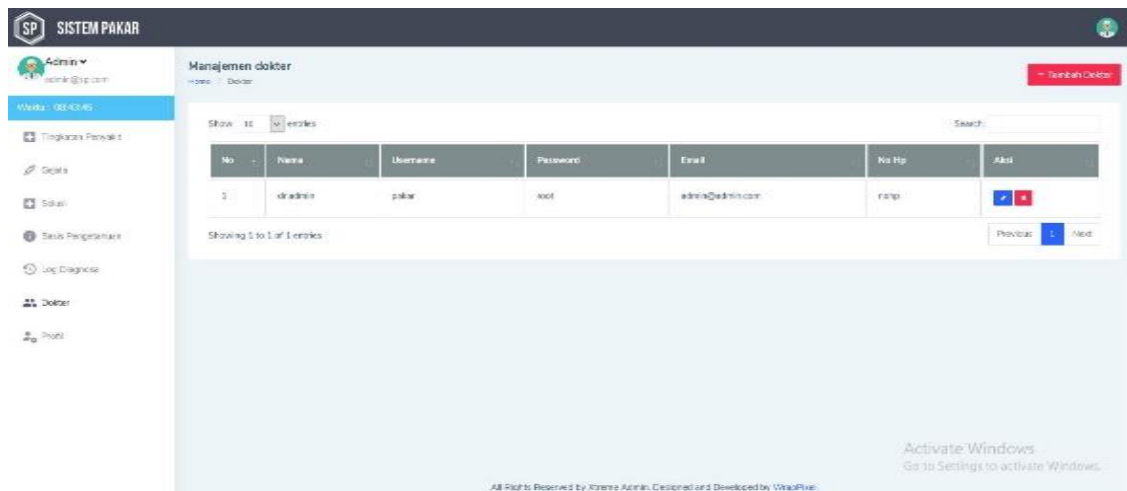 SP SISTEM PAKAR
Admin
admin@sp.com
Waktu : 08:43:45
Tingkatan Penyakit
Gejala
Solusi
Basis Pengetahuan
Log Diagnosa
Dokter
Profil
Manajemen dokter
Home / Dokter
Tambah Dokter
Show 10 entries
Search:
No Nama Username Password Email No Hp Aksi
1 dr.admin pakar root admin@admin.com nohp
Showing 1 to 1 of 1 entries
Previous 1 Next
Activate Windows
Go to Settings to activate Windows.
All Rights Reserved by Xtreme Admin. Designed and Developed by WrapPixel.